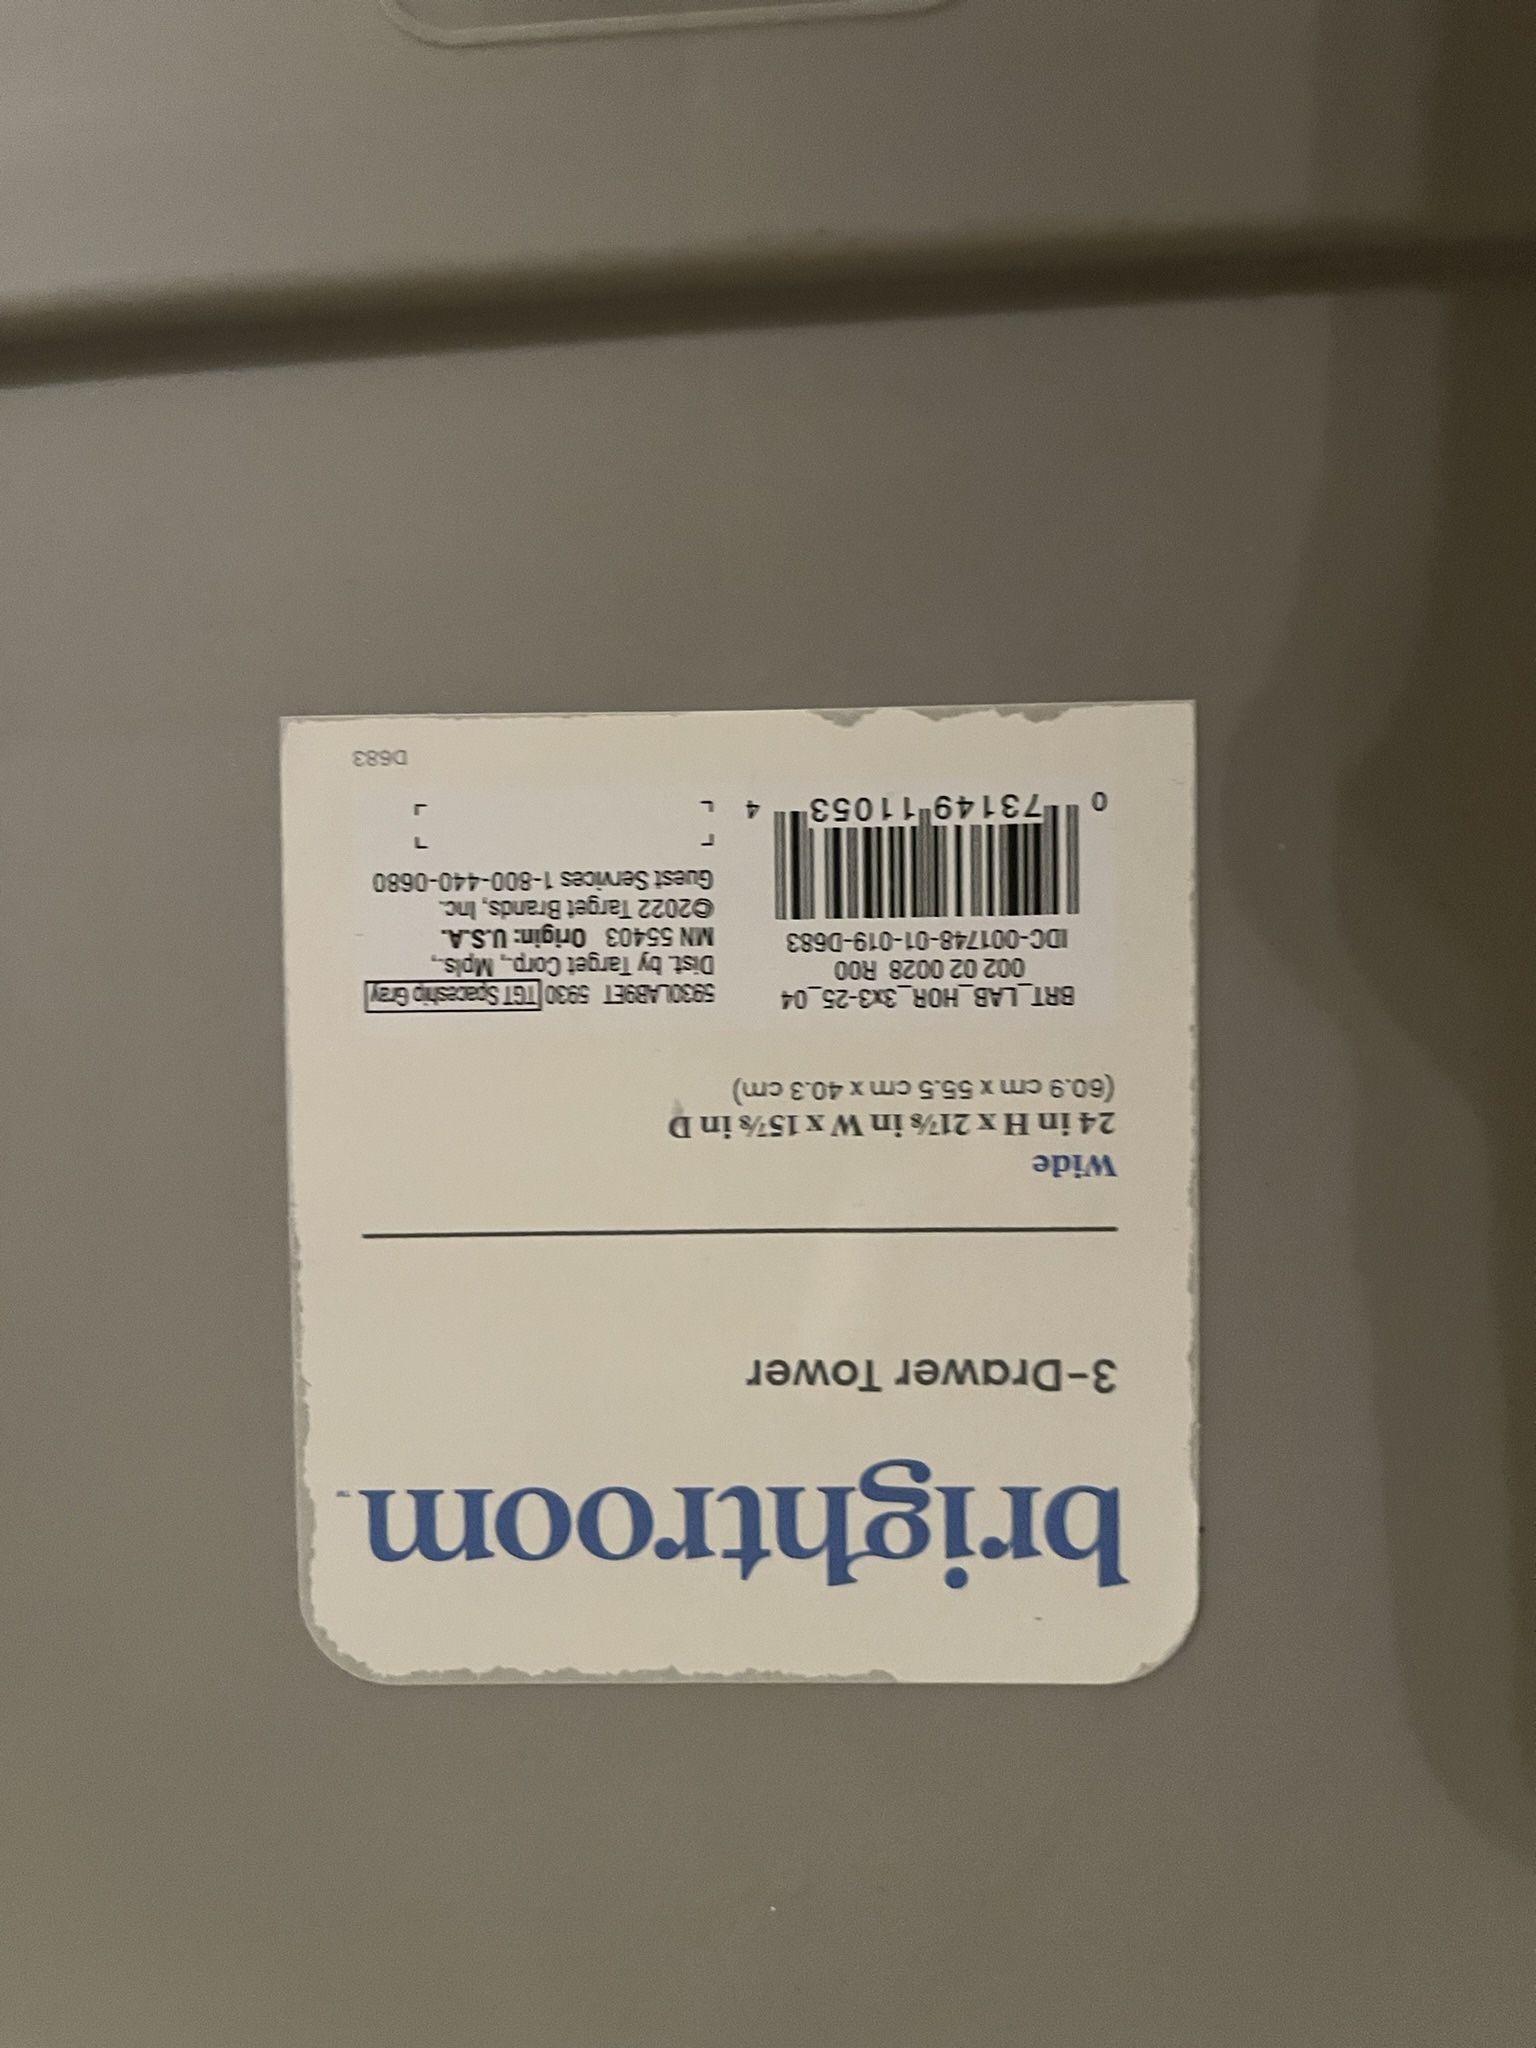 brightroom™
3-Drawer Tower
Wide
24 in H x 21⅞ in W x 15⅞ in D
(60.9 cm x 55.5 cm x 40.3 cm)
BRT_LAB_HOR_3x3-25_04
002 02 0028 R00
IDC-001748-01-019-D683
0 73149 11053 4
5930LAB9ET 5930 TGT Spaceship Gray
Dist. by Target Corp., Mpls.,
MN 55403 Origin: U.S.A.
©2022 Target Brands, Inc.
Guest Services 1-800-440-0680
D683